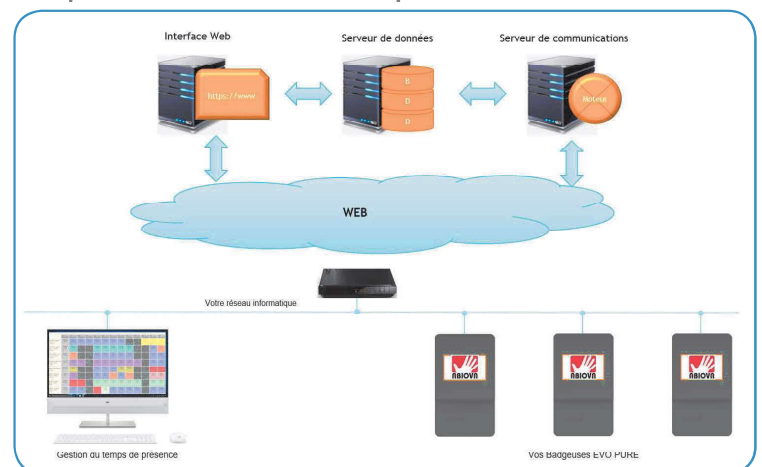 Interface Web
Serveur de données
Serveur de communications
https://www
B
D
D
Moteur
WEB
Votre réseau informatique
ABIOVA
ABIOVA
ABIOVA
Gestion du temps de présence
Vos Badgeuses EVO PURE